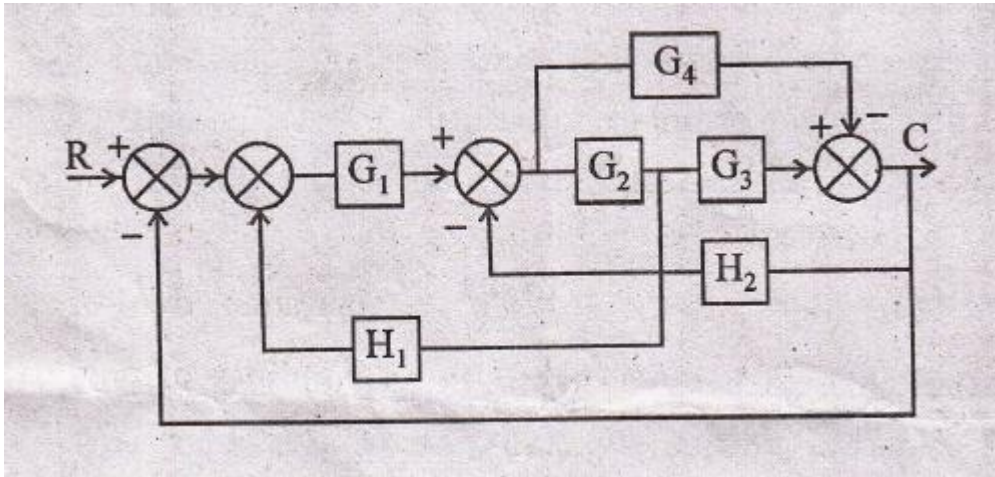 G4
R + G1 + G2 G3 + − C
− − H2
H1